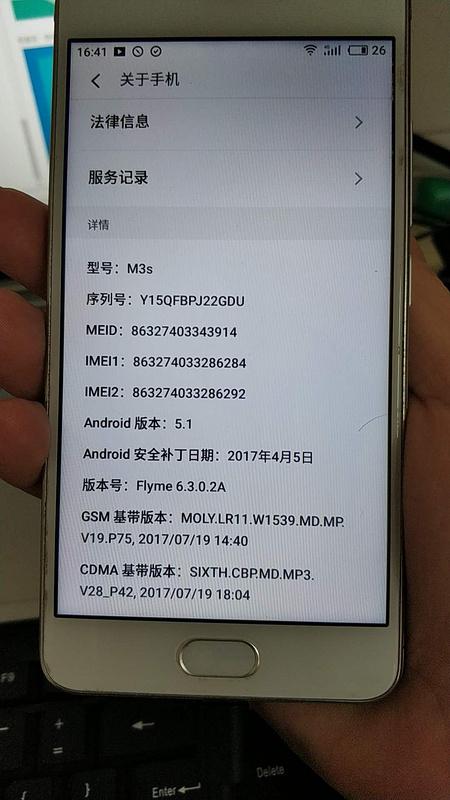 16:41 26
关于手机
法律信息
服务记录
详情
型号：M3s
序列号：Y15QFBPJ22GDU
MEID：86327403343914
IMEI1：863274033286284
IMEI2：863274033286292
Android 版本：5.1
Android 安全补丁日期：2017年4月5日
版本号：Flyme 6.3.0.2A
GSM 基带版本：MOLY.LR11.W1539.MD.MP.
V19.P75, 2017/07/19 14:40
CDMA 基带版本：SIXTH.CBP.MD.MP3.
V28_P42, 2017/07/19 18:04
F9
+
=
}
Enter
Delete